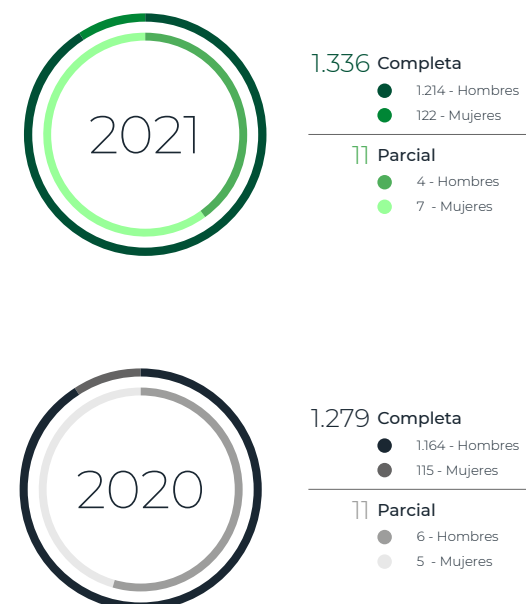 2021
1.336 Completa
1.214 - Hombres
122 - Mujeres
11 Parcial
4 - Hombres
7 - Mujeres
2020
1.279 Completa
1.164 - Hombres
115 - Mujeres
11 Parcial
6 - Hombres
5 - Mujeres